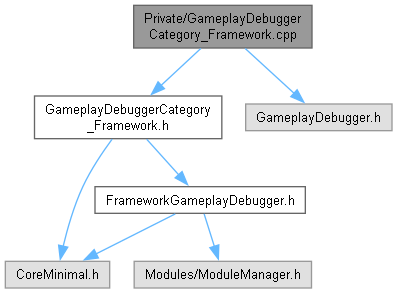 Private/GameplayDebugger
Category_Framework.cpp
GameplayDebuggerCategory
_Framework.h
GameplayDebugger.h
FrameworkGameplayDebugger.h
CoreMinimal.h
Modules/ModuleManager.h